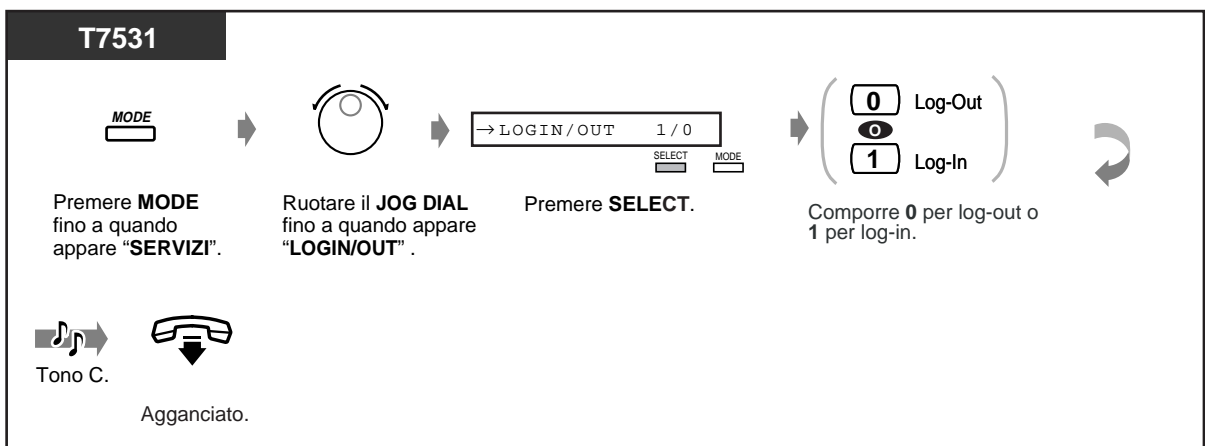 T7531
MODE
→LOGIN/OUT 1/0
SELECT MODE
0 Log-Out
O
1 Log-In
Premere MODE
fino a quando
appare “SERVIZI”.
Ruotare il JOG DIAL
fino a quando appare
“LOGIN/OUT” .
Premere SELECT.
Comporre 0 per log-out o
1 per log-in.
Tono C.
Agganciato.